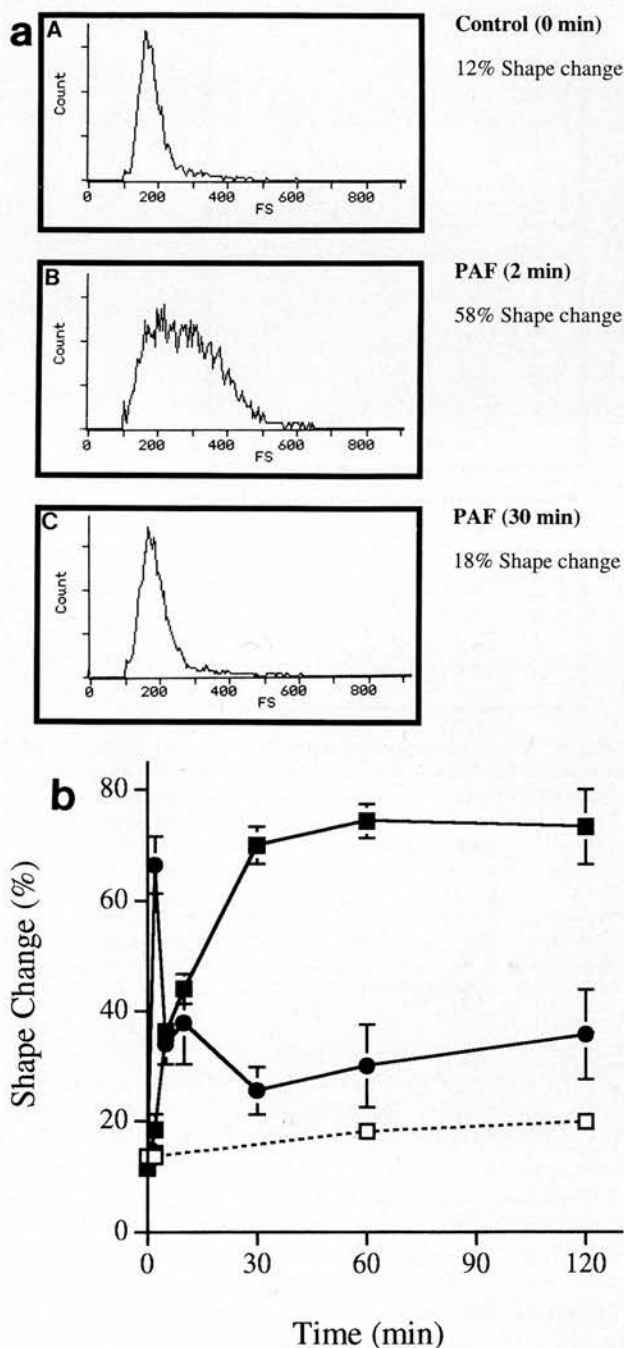 a
A
Control (0 min)
12% Shape change
Count
0 200 400 600 800
FS
B
PAF (2 min)
58% Shape change
Count
0 200 400 600 800
FS
C
PAF (30 min)
18% Shape change
Count
0 200 400 600 800
FS
b
80
60
40
20
0
Shape Change (%)
0 30 60 90 120
Time (min)